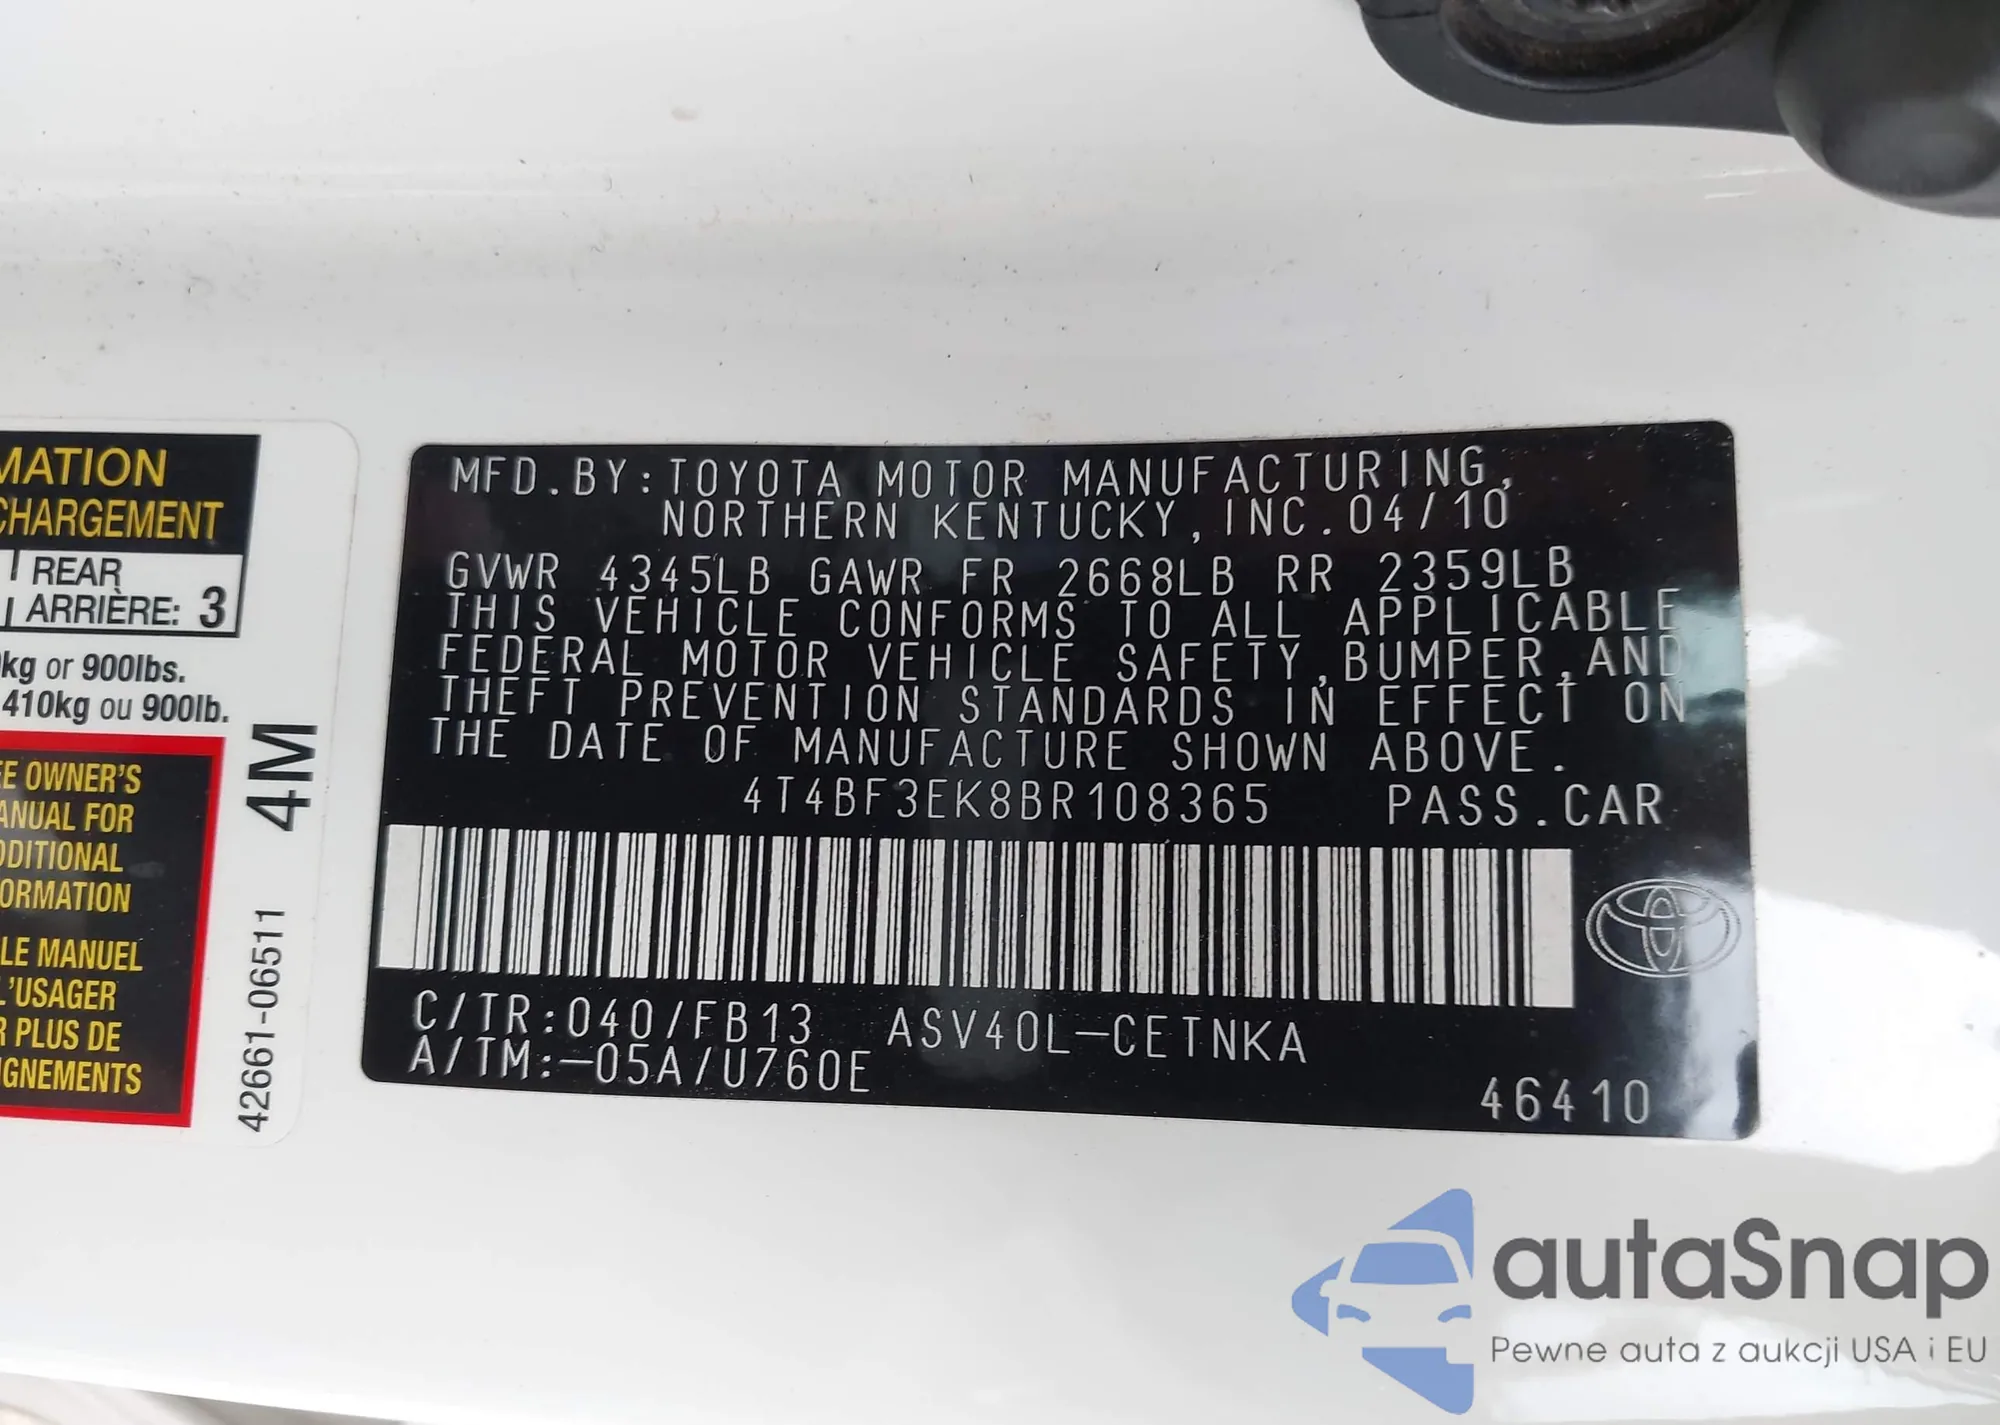 MATION
CHARGEMENT
REAR
ARRIÈRE: 3
kg or 900lbs.
410kg ou 900lb.
E OWNER'S
ANUAL FOR
DDITIONAL
FORMATION
LE MANUEL
L'USAGER
R PLUS DE
IGNEMENTS
4M
42661-06511
MFD.BY:TOYOTA MOTOR MANUFACTURING,
NORTHERN KENTUCKY, INC. 04/10
GVWR 4345LB GAWR FR 2668LB RR 2359LB
THIS VEHICLE CONFORMS TO ALL APPLICABLE
FEDERAL MOTOR VEHICLE SAFETY,BUMPER,AND
THEFT PREVENTION STANDARDS IN EFFECT ON
THE DATE OF MANUFACTURE SHOWN ABOVE.
4T4BF3EK8BR108365 PASS.CAR
C/TR:040/FB13 ASV40L-CETNKA
A/TM:-05A/U760E
46410
autaSnap
Pewne auta z aukcji USA i EU